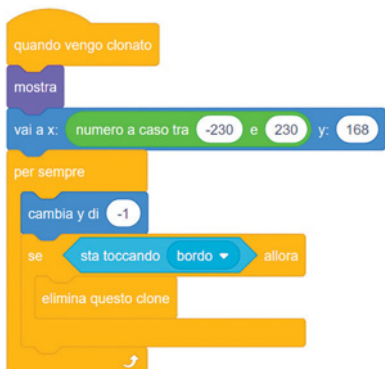 quando vengo clonato
mostra
vai a x: numero a caso tra -230 e 230 y: 168
per sempre
cambia y di -1
se sta toccando bordo allora
elimina questo clone